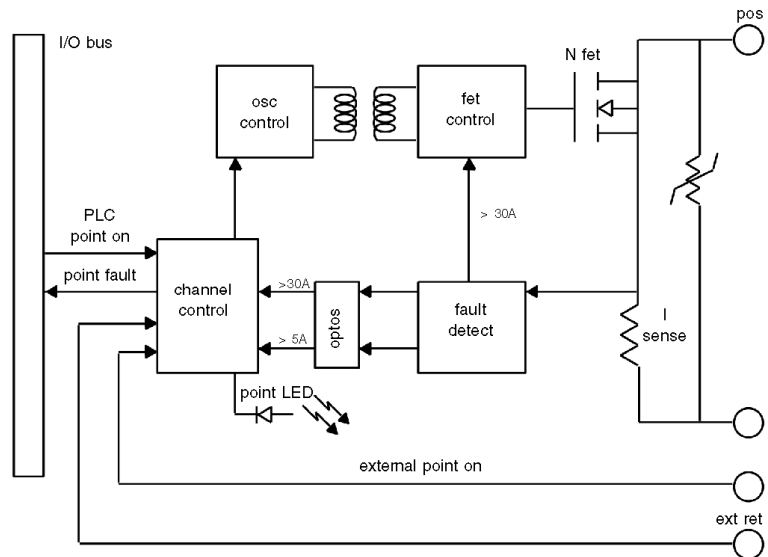 pos
I/O bus
N fet
osc
control
fet
control
PLC
point on
> 30A
point fault
channel
control
>30A
optos
fault
detect
I
sense
> 5A
point LED
external point on
ext ret